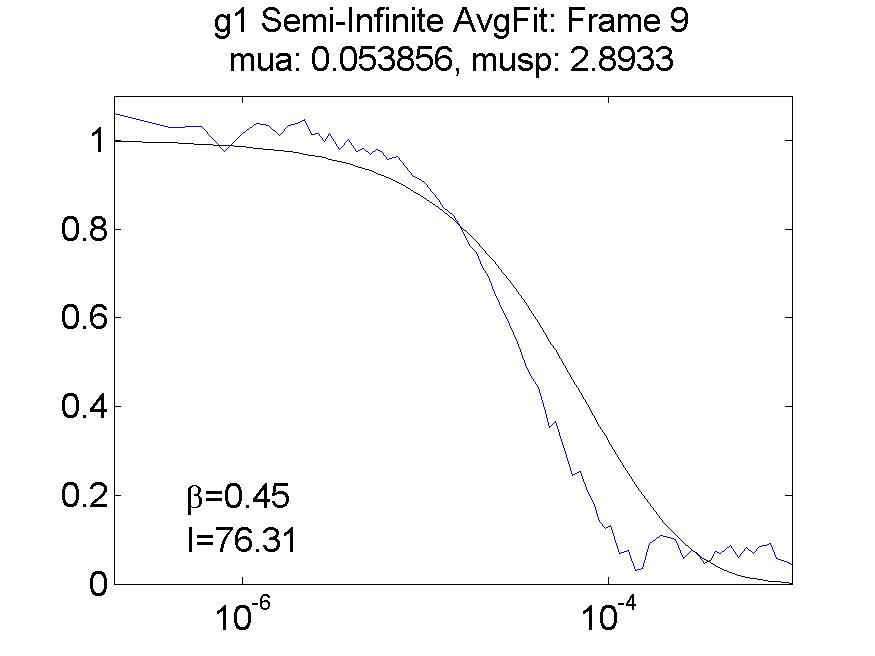 g1 Semi-Infinite AvgFit: Frame 9
mua: 0.053856, musp: 2.8933
1
0.8
0.6
0.4
0.2
0
β=0.45
I=76.31
10^-6
10^-4